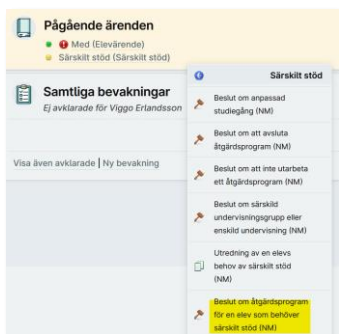 Pågående ärenden
Med (Elevärende)
Särskilt stöd (Särskilt stöd)
Samtliga bevakningar
Ej avklarade för Viggo Erlandsson
Visa även avklarade | Ny bevakning
Särskilt stöd
Beslut om anpassad
studiegång (NM)
Beslut om att avsluta
åtgärdsprogram (NM)
Beslut om att inte utarbeta
ett åtgärdsprogram (NM)
Beslut om särskild
undervisningsgrupp eller
enskild undervisning (NM)
Utredning av en elevs
behov av särskilt stöd
(NM)
Beslut om åtgärdsprogram
för en elev som behöver
särskilt stöd (NM)